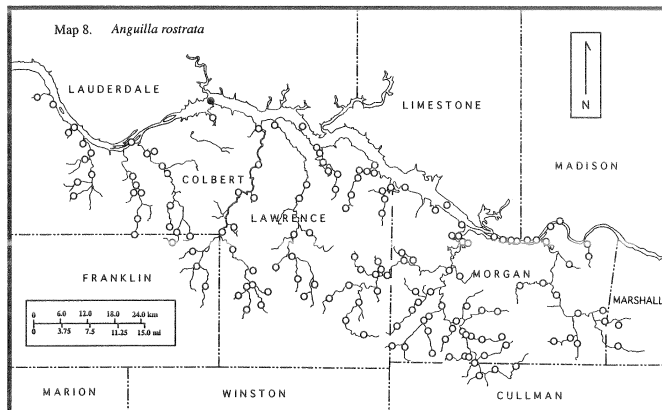 Map 8. Anguilla rostrata
LAUDERDALE
LIMESTONE
N
MADISON
COLBERT
LAWRENCE
FRANKLIN
MORGAN
MARSHALL
0 6.0 12.0 18.0 24.0 km
0 3.75 7.5 11.25 15.0 mi
MARION
WINSTON
CULLMAN